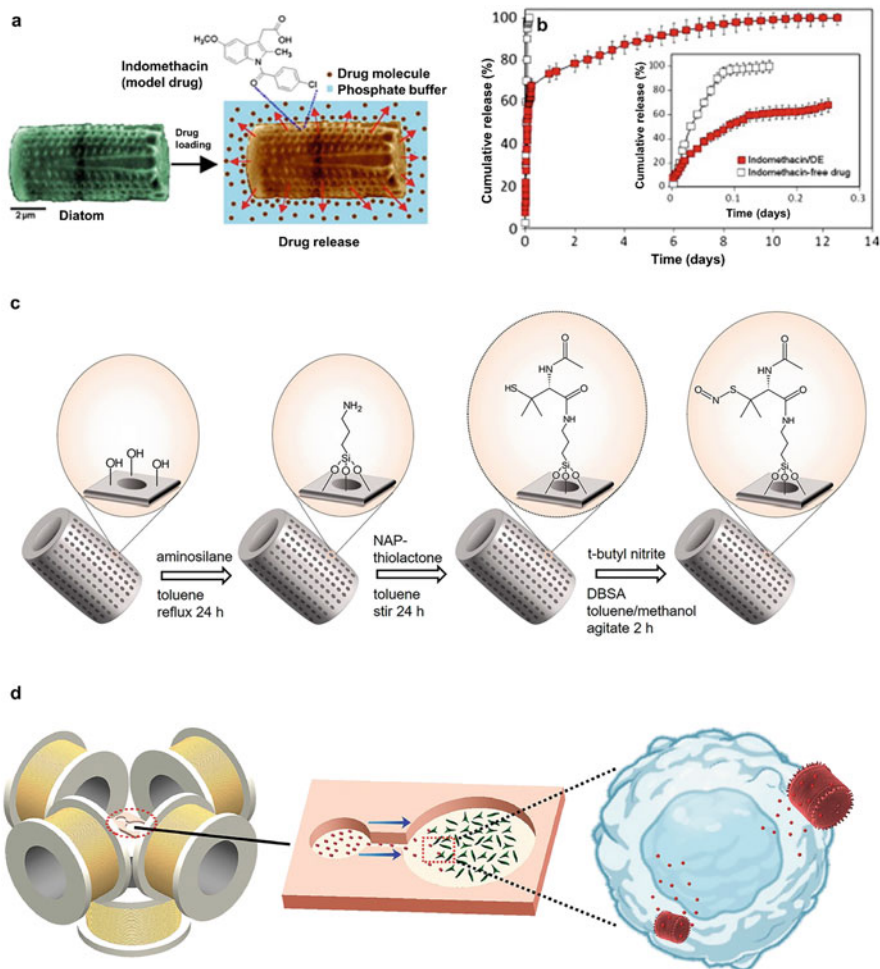 a
Indomethacin
(model drug)
CH₃O
OH
O
CH₃
N
O
Cl
Drug molecule
Phosphate buffer
Drug
loading
2 μm
Diatom
Drug release
b
Cumulative release (%)
100
80
60
40
20
0
0
2
4
6
8
10
12
14
Time (days)
Cumulative release (%)
100
80
60
40
20
0
0
0.1
0.2
0.3
Time (days)
Indomethacin/DE
Indomethacin-free drug
c
OH
OH
OH
NH₂
Si
O
O
O
O
HN
HS
O
NH
Si
O
O
O
O
HN
O
N
S
O
NH
Si
O
O
O
aminosilane
toluene
reflux 24 h
NAP-
thiolactone
toluene
stir 24 h
t-butyl nitrite
DBSA
toluene/methanol
agitate 2 h
d